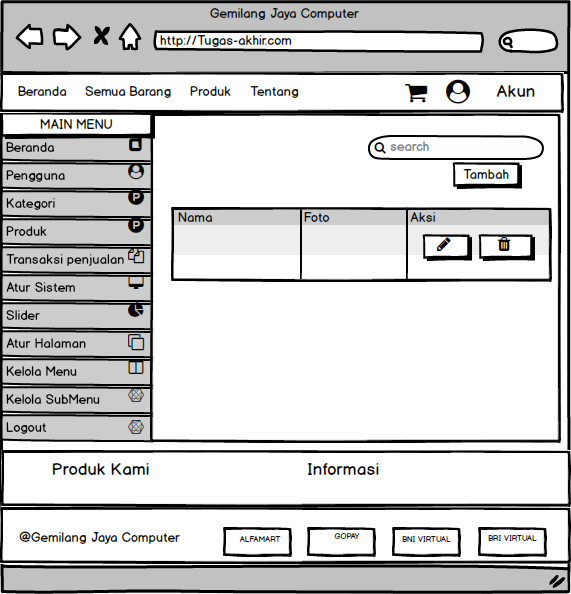 Gemilang Jaya Computer
http://Tugas-akhir.com
Beranda Semua Barang Produk Tentang Akun
MAIN MENU
Beranda
Pengguna
Kategori
Produk
Transaksi penjualan
Atur Sistem
Slider
Atur Halaman
Kelola Menu
Kelola SubMenu
Logout
search
Tambah
Nama Foto Aksi
Produk Kami Informasi
@Gemilang Jaya Computer ALFAMART GOPAY BNI VIRTUAL BRI VIRTUAL